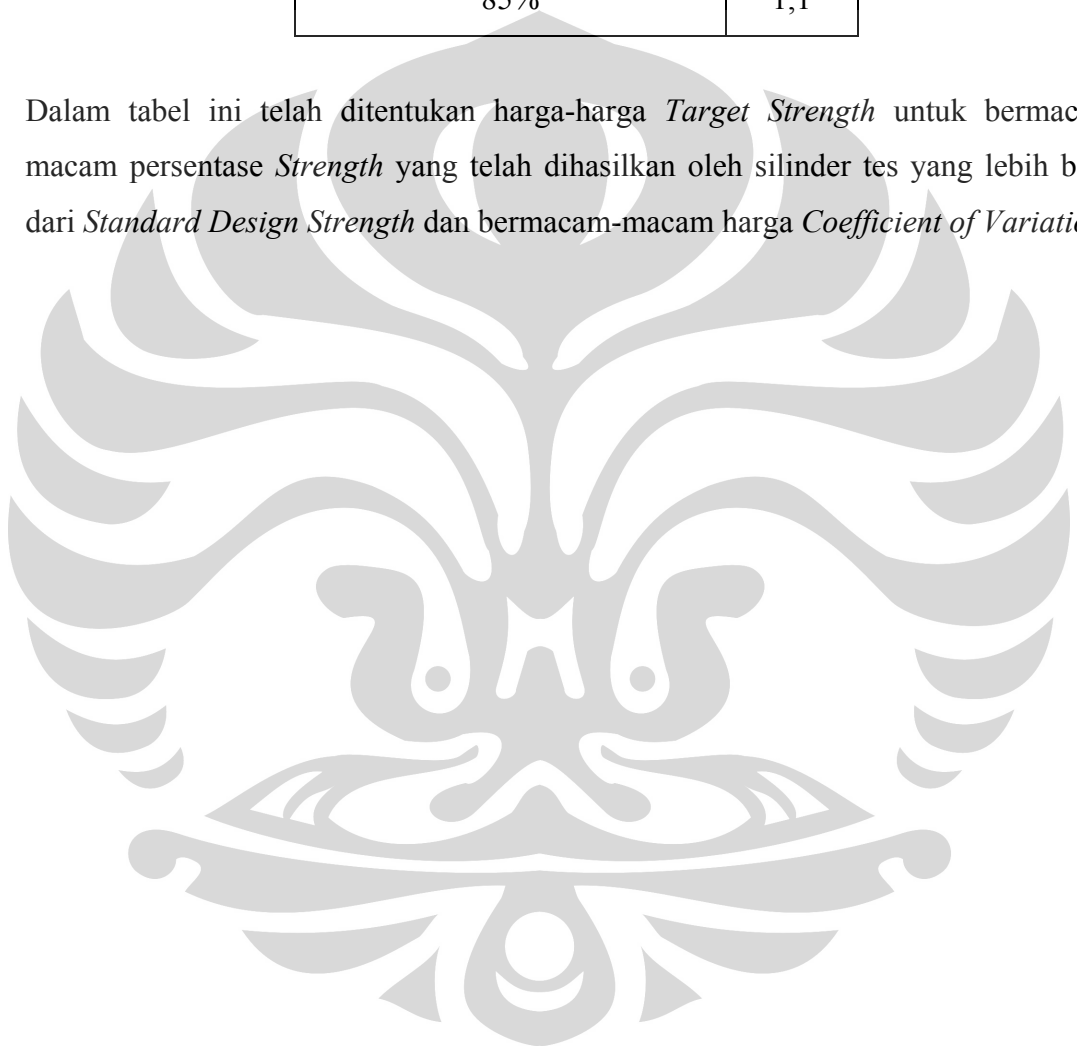 85% 1,1
Dalam tabel ini telah ditentukan harga-harga Target Strength untuk bermac
macam persentase Strength yang telah dihasilkan oleh silinder tes yang lebih b
dari Standard Design Strength dan bermacam-macam harga Coefficient of Variati